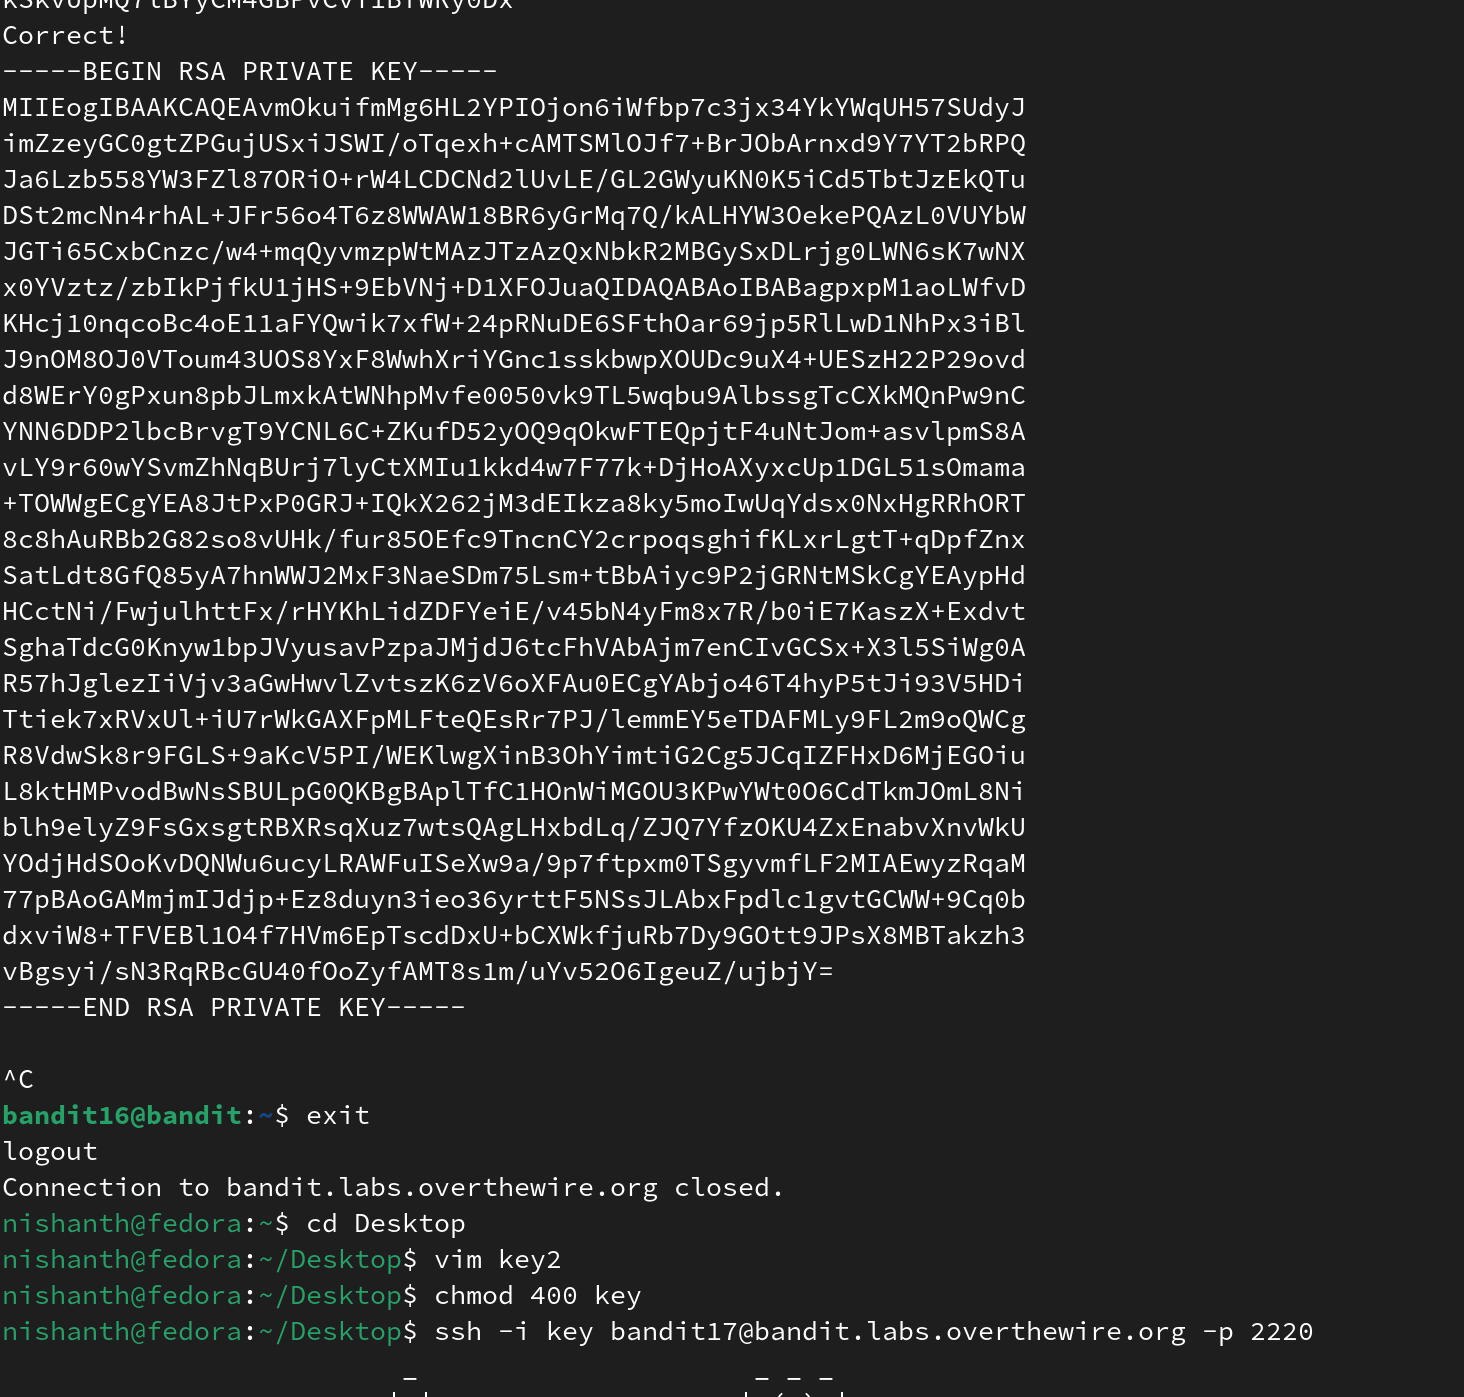 Correct!
-----BEGIN RSA PRIVATE KEY-----
MIIEogIBAAKCAQEAvmOkuifmMg6HL2YPIOjon6iWfbp7c3jx34YkYWqUH57SUdyJ
imZzeyGC0gtZPGujUSxiJSWI/oTqexh+cAMTSMlOJf7+BrJObArnxd9Y7YT2bRPQ
Ja6Lzb558YW3FZl87ORiO+rW4LCDCNd2lUvLE/GL2GWyuKN0K5iCd5TbtJzEkQTu
DSt2mcNn4rhAL+JFr56o4T6z8WWAW18BR6yGrMq7Q/kALHYW3OekePQAzL0VUYbW
JGTi65CxbCnzc/w4+mqQyvmzpWtMAzJTzAzQxNbkR2MBGySxDLrjg0LWN6sK7wNX
x0YVztz/zbIkPjfkU1jHS+9EbVNj+D1XFOJuaQIDAQABAoIBABagpxpM1aoLWfvD
KHcj10nqcoBc4oE11aFYQwik7xfW+24pRNuDE6SFthOar69jp5RlLwD1NhPx3iBl
J9nOM8OJ0VToum43UOS8YxF8WwhXriYGnc1sskbwpXOUDc9uX4+UESzH22P29ovd
d8WErY0gPxun8pbJLmxkAtWNhpMvfe0050vk9TL5wqbu9AlbssgTcCXkMQnPw9nC
YNN6DDP2lbcBrvgT9YCNL6C+ZKufD52yOQ9qOkwFTEQpjtF4uNtJom+asvlpmS8A
vLY9r60wYSvmZhNqBUrj7lyCtXMIu1kkd4w7F77k+DjHoAXyxcUp1DGL51sOmama
+TOWWgECgYEA8JtPxP0GRJ+IQkX262jM3dEIkza8ky5moIwUqYdsx0NxHgRRhORT
8c8hAuRBb2G82so8vUHk/fur85OEfc9TncnCY2crpoqsghifKLxrLgtT+qDpfZnx
SatLdt8GfQ85yA7hnWWJ2MxF3NaeSDm75Lsm+tBbAiyc9P2jGRNtMSkCgYEAypHd
HCctNi/FwjulhttFx/rHYKhLidZDFYeiE/v45bN4yFm8x7R/b0iE7KaszX+Exdvt
SghaTdcG0Knyw1bpJVyusavPzpaJMjdJ6tcFhVAbAjm7enCIvGCSx+X3l5SiWg0A
R57hJglezIiVjv3aGwHwvlZvtszK6zV6oXFAu0ECgYAbjo46T4hyP5tJi93V5HDi
Ttiek7xRVxUl+iU7rWkGAXFpMLFteQEsRr7PJ/lemmEY5eTDAFMLy9FL2m9oQWCg
R8VdwSk8r9FGLS+9aKcV5PI/WEKlwgXinB3OhYimtiG2Cg5JCqIZFHxD6MjEGOiu
L8ktHMPvodBwNsSBULpG0QKBgBAplTfC1HOnWiMGOU3KPwYWt0O6CdTkmJOmL8Ni
blh9elyZ9FsGxsgtRBXRsqXuz7wtsQAgLHxbdLq/ZJQ7YfzOKU4ZxEnabvXnvWkU
YOdjHdSOoKvDQNWu6ucyLRAWFuISeXw9a/9p7ftpxm0TSgyvmfLF2MIAEwyzRqaM
77pBAoGAMmjmIJdjp+Ez8duyn3ieo36yrttF5NSsJLAbxFpdlc1gvtGCWW+9Cq0b
dxviW8+TFVEBl1O4f7HVm6EpTscdDxU+bCXWkfjuRb7Dy9GOtt9JPsX8MBTakzh3
vBgsyi/sN3RqRBcGU40fOoZyfAMT8s1m/uYv52O6IgeuZ/ujbjY=
-----END RSA PRIVATE KEY-----
^C
bandit16@bandit:~$ exit
logout
Connection to bandit.labs.overthewire.org closed.
nishanth@fedora:~$ cd Desktop
nishanth@fedora:~/Desktop$ vim key2
nishanth@fedora:~/Desktop$ chmod 400 key
nishanth@fedora:~/Desktop$ ssh -i key bandit17@bandit.labs.overthewire.org -p 2220